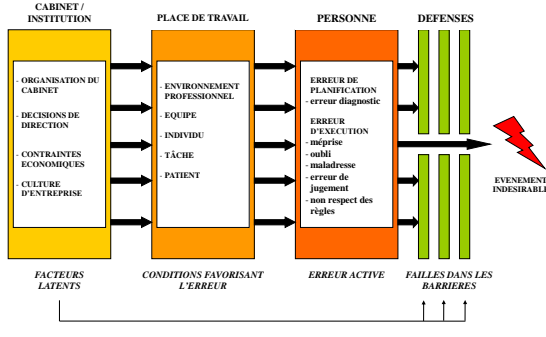 CABINET /
INSTITUTION
PLACE DE TRAVAIL
PERSONNE
DEFENSES
- ORGANISATION DU
CABINET
- DECISIONS DE
DIRECTION
- CONTRAINTES
ECONOMIQUES
- CULTURE
D'ENTREPRISE
- ENVIRONNEMENT
PROFESSIONNEL
- EQUIPE
- INDIVIDU
- TÂCHE
- PATIENT
ERREUR DE
PLANIFICATION
- erreur diagnostic
ERREUR
D'EXECUTION
- méprise
- oubli
- maladresse
- erreur de
jugement
- non respect des
règles
EVENEMENT
INDESIRABLE
FACTEURS
LATENTS
CONDITIONS FAVORISANT
L'ERREUR
ERREUR ACTIVE
FAILLES DANS LES
BARRIERES